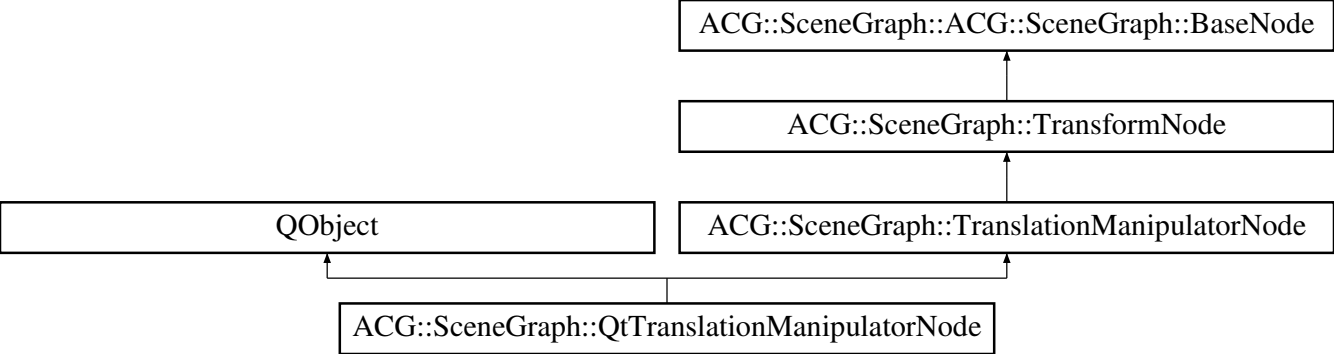 ACG::SceneGraph::ACG::SceneGraph::BaseNode
ACG::SceneGraph::TransformNode
QObject
ACG::SceneGraph::TranslationManipulatorNode
ACG::SceneGraph::QtTranslationManipulatorNode